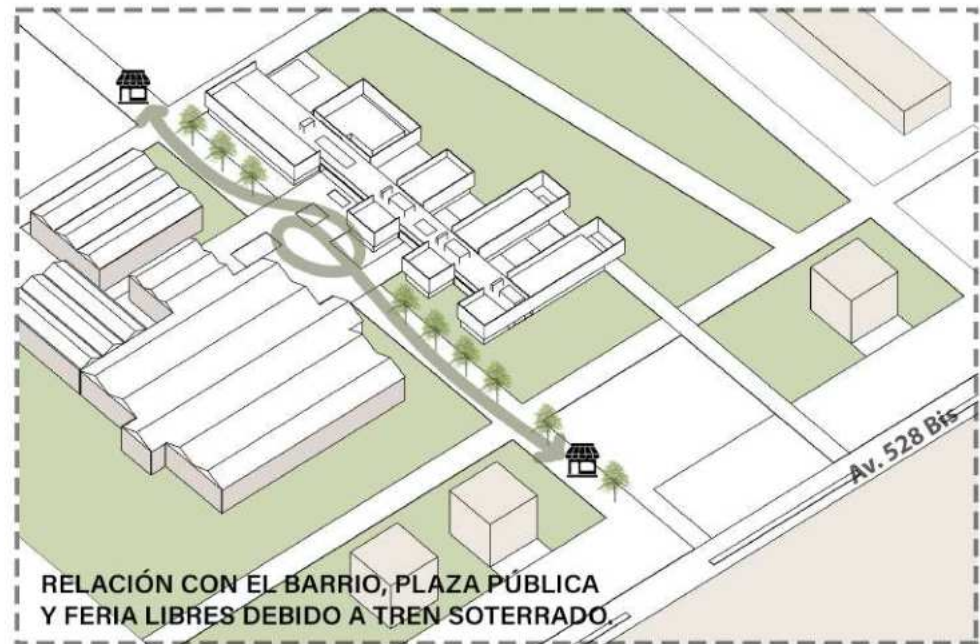 Av. 528 Bis
RELACIÓN CON EL BARRIO, PLAZA PÚBLICA
Y FERIA LIBRES DEBIDO A TREN SOTERRADO.